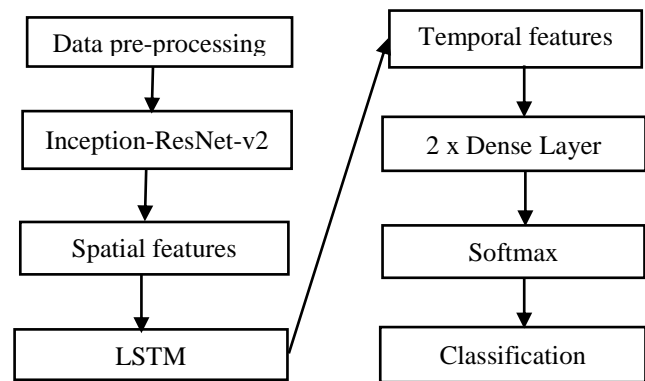 Data pre-processing
Inception-ResNet-v2
Spatial features
LSTM
Temporal features
2 x Dense Layer
Softmax
Classification